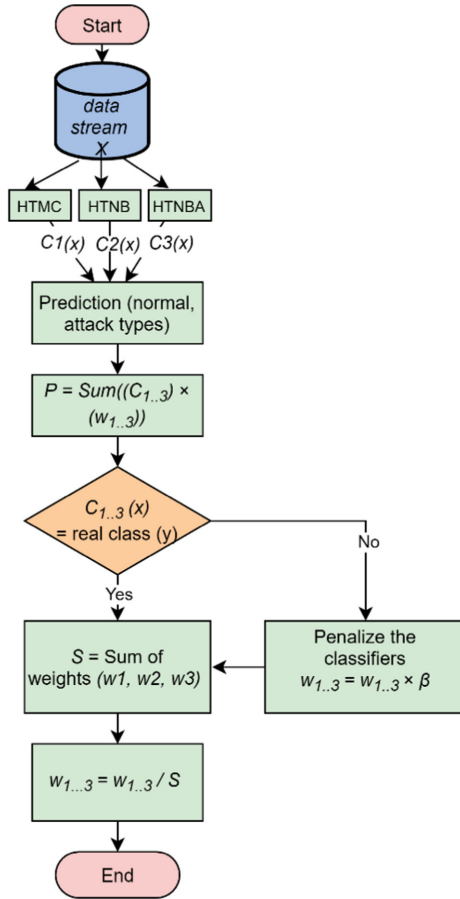 Start
data
stream
X
HTMC
HTNB
HTNBA
C1(x)
C2(x)
C3(x)
Prediction (normal,
attack types)
P = Sum((C1..3) ×
(w1..3))
C1..3 (x)
= real class (y)
No
Yes
S = Sum of
weights (w1, w2, w3)
Penalize the
classifiers
w1..3 = w1..3 × β
w1...3 = w1..3 / S
End